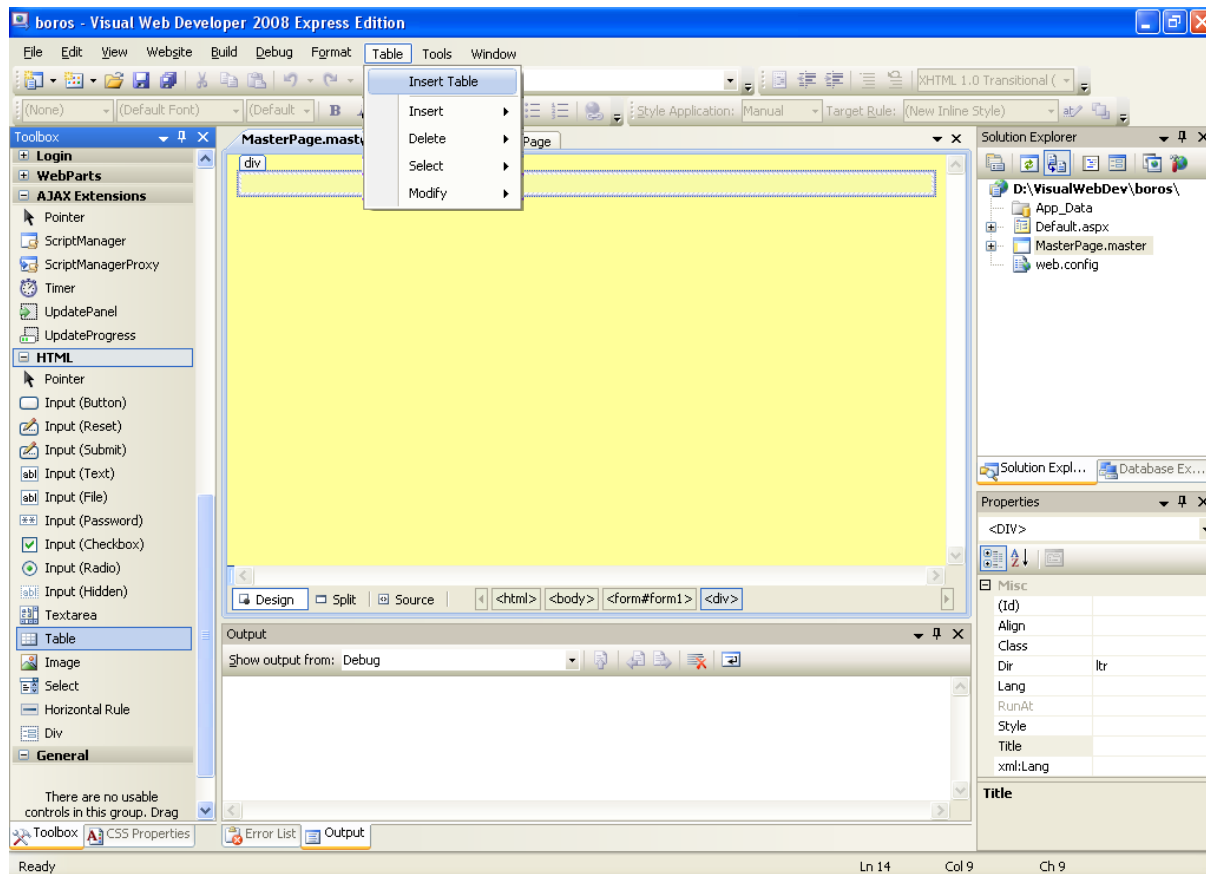 boros - Visual Web Developer 2008 Express Edition
File Edit View Website Build Debug Format Table Tools Window
XHTML 1.0 Transitional (
(None) (Default Font) (Default B Style Application: Manual Target Rule: (New Inline Style)
Insert Table
Insert
Delete
Select
Modify
Toolbox
Login
WebParts
AJAX Extensions
Pointer
ScriptManager
ScriptManagerProxy
Timer
UpdatePanel
UpdateProgress
HTML
Pointer
Input (Button)
Input (Reset)
Input (Submit)
Input (Text)
Input (File)
Input (Password)
Input (Checkbox)
Input (Radio)
Input (Hidden)
Textarea
Table
Image
Select
Horizontal Rule
Div
General
There are no usable
controls in this group. Drag
Toolbox CSS Properties
MasterPage.mast Page
div
Design Split Source <html> <body> <form#form1> <div>
Output
Show output from: Debug
Error List Output
Solution Explorer
D:\VisualWebDev\boros\
App_Data
Default.aspx
MasterPage.master
web.config
Solution Expl... Database Ex...
Properties
<DIV>
Misc
(Id)
Align
Class
Dir ltr
Lang
RunAt
Style
Title
xml:Lang
Title
Ready Ln 14 Col 9 Ch 9